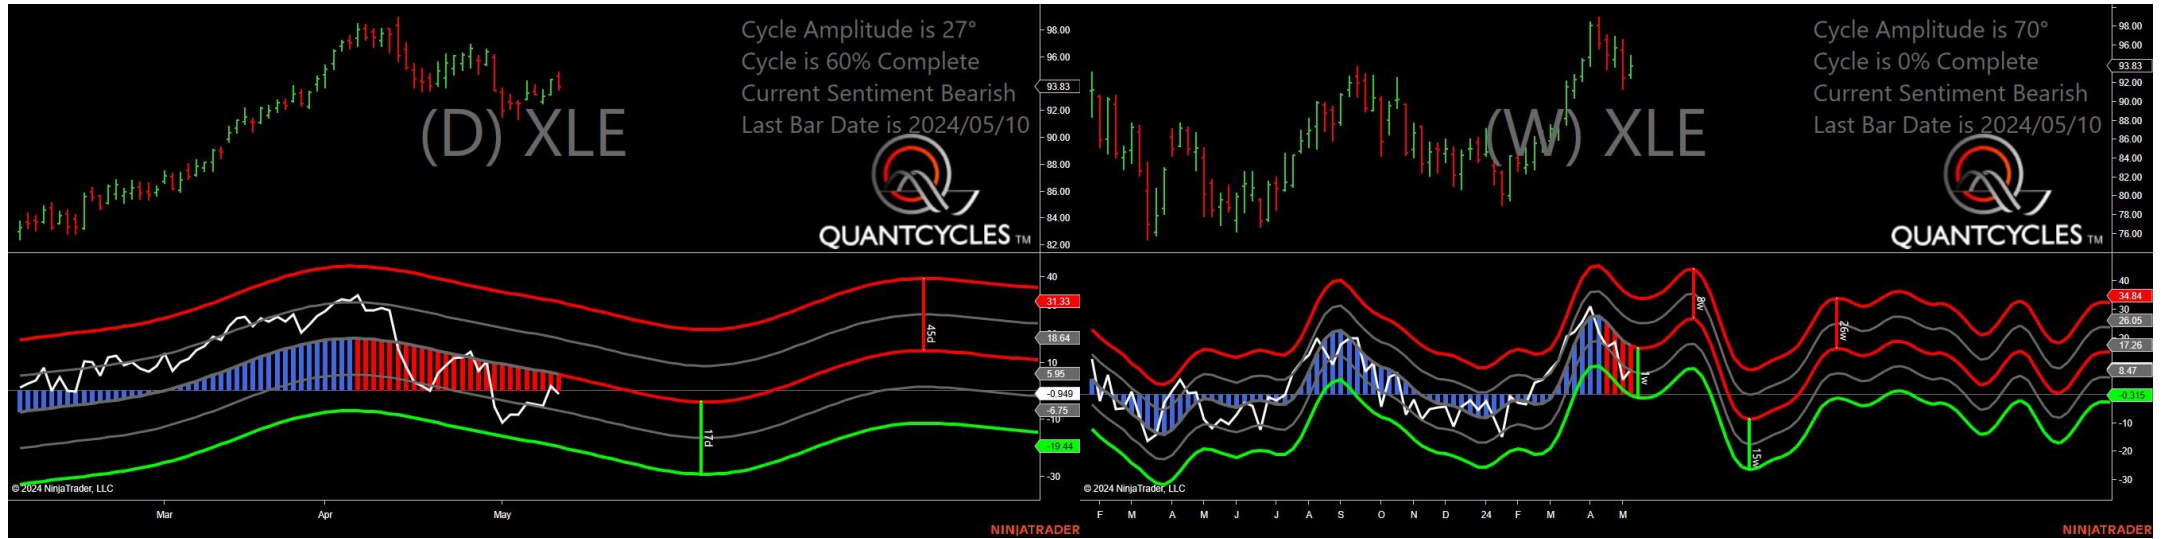 Cycle Amplitude is 27°
Cycle is 60% Complete
Current Sentiment Bearish
Last Bar Date is 2024/05/10
(D) XLE
QUANTCYCLES TM
98.00
96.00
93.83
92.00
90.00
88.00
86.00
84.00
82.00
40
31.33
18.64
10
5.95
-0.949
-6.75
-10
-19.44
-30
45d
17d
© 2024 NinjaTrader, LLC
Mar
Apr
May
NINJATRADER
Cycle Amplitude is 70°
Cycle is 0% Complete
Current Sentiment Bearish
Last Bar Date is 2024/05/10
(W) XLE
QUANTCYCLES TM
98.00
96.00
93.83
92.00
90.00
88.00
86.00
84.00
82.00
80.00
78.00
76.00
40
34.84
30
26.05
17.26
8.47
-0.315
-10
-20
-30
8w
26w
1w
15w
© 2024 NinjaTrader, LLC
F M A M J J A S O N D 24 F M A M
NINJATRADER